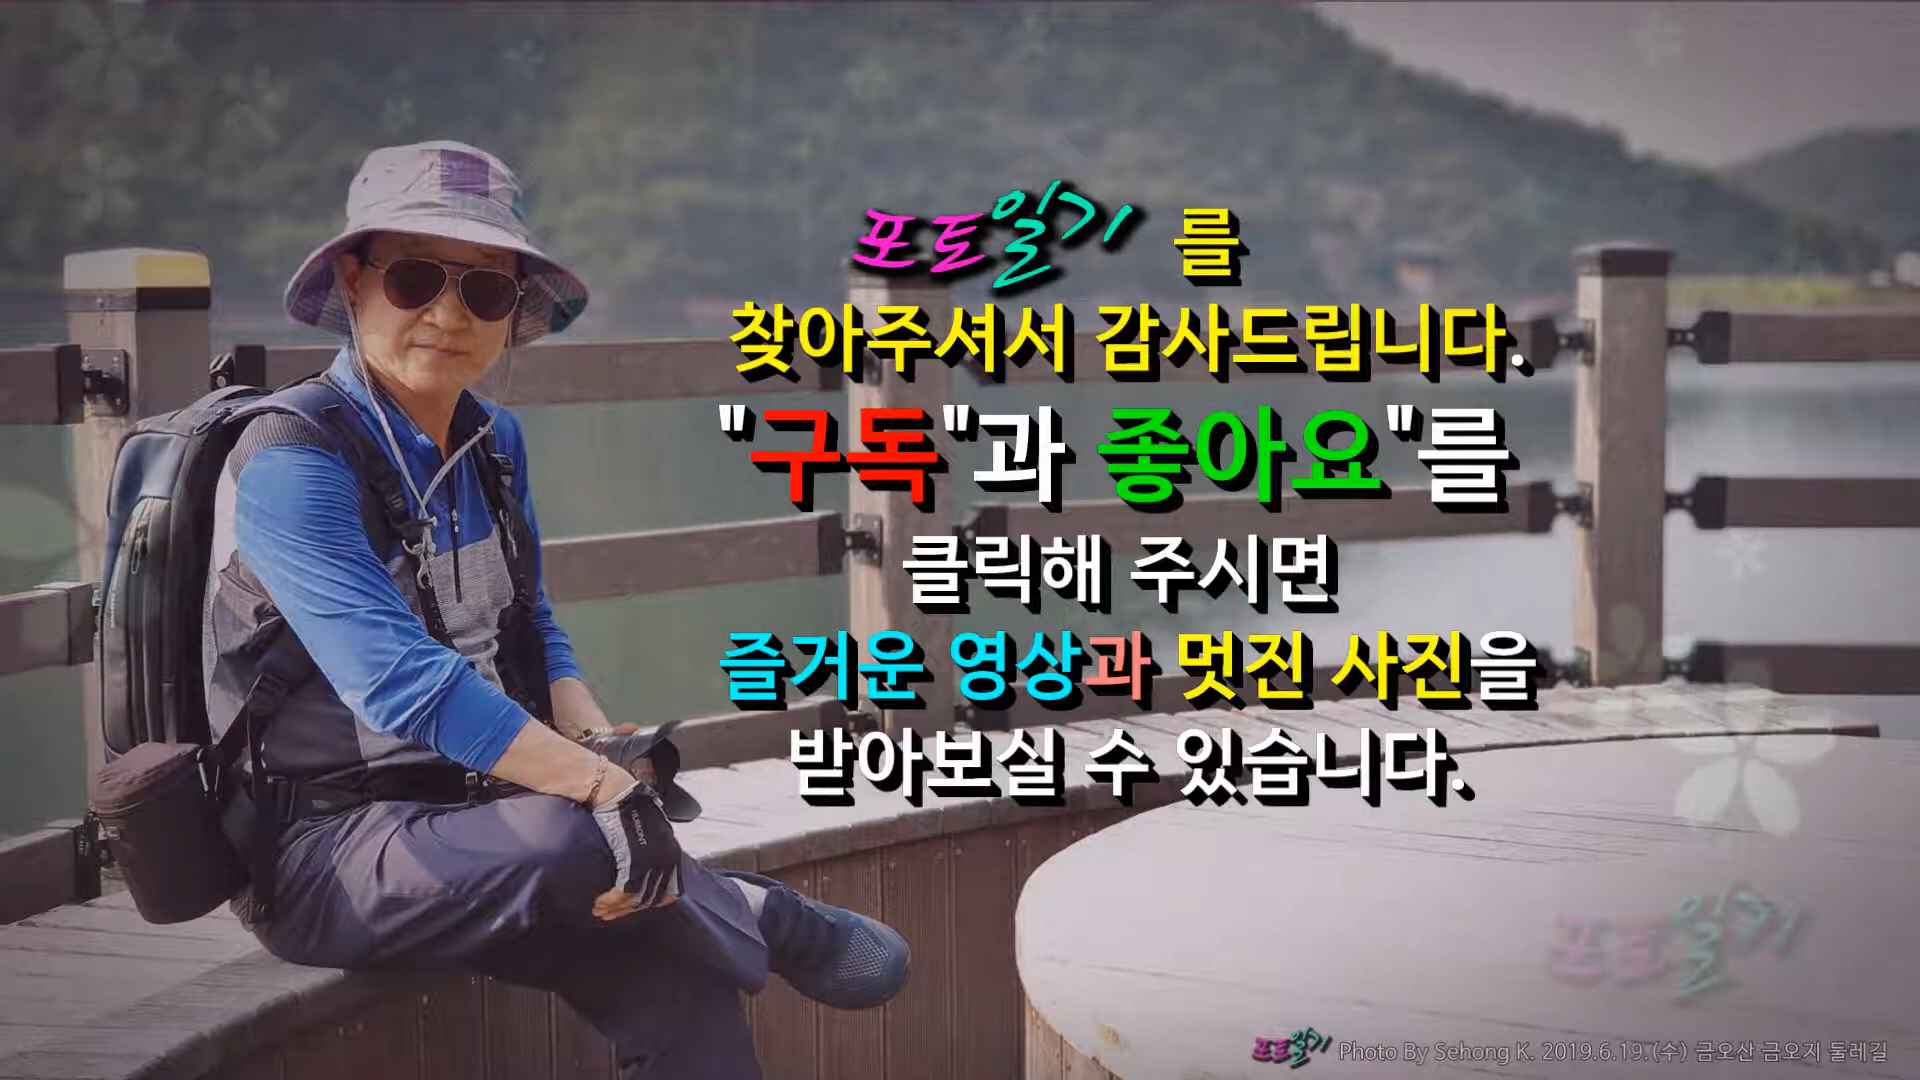 포토일기 를
찾아주셔서 감사드립니다.
"구독"과 좋아요"를
클릭해 주시면
즐거운 영상과 멋진 사진을
받아보실 수 있습니다.
HUMONT
포토일기
포토일기 Photo By Sehong K. 2019.6.19.(수) 금오산 금오지 둘레길